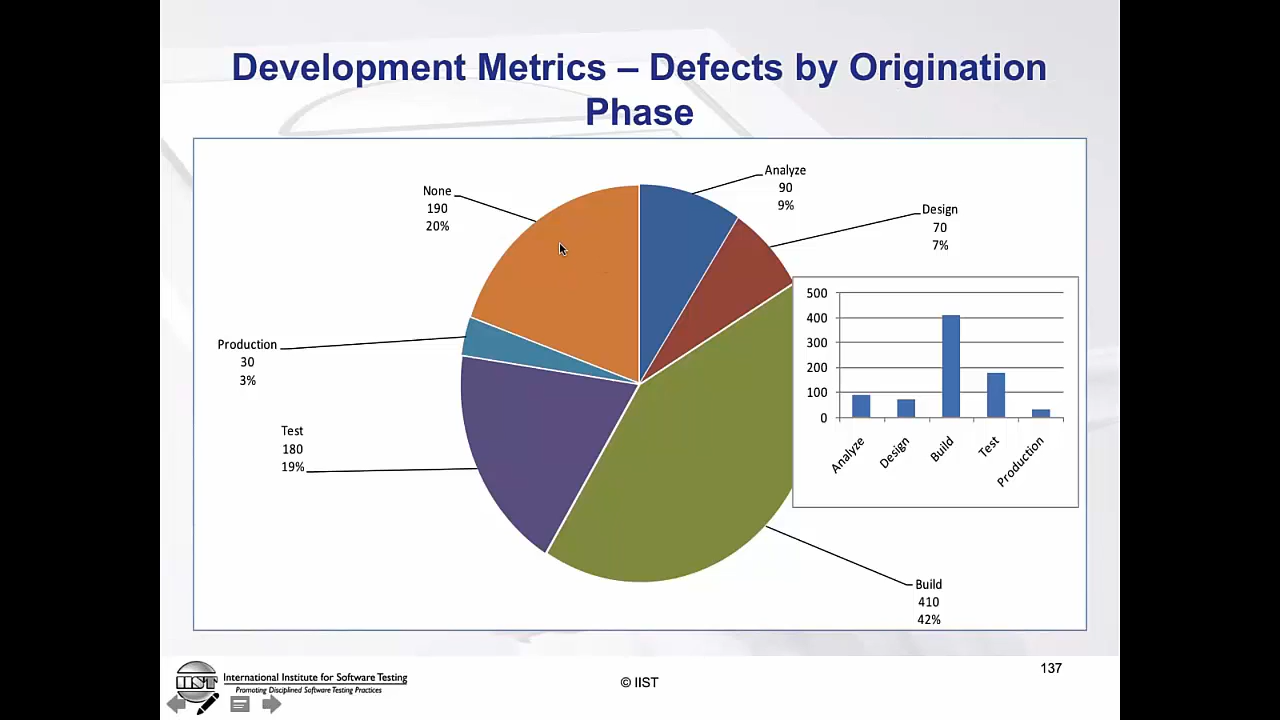 Development Metrics – Defects by Origination
Phase
None
190
20%
Analyze
90
9%
Design
70
7%
Production
30
3%
Test
180
19%
Build
410
42%
500
400
300
200
100
0
Analyze
Design
Build
Test
Production
IIST
International Institute for Software Testing
Promoting Disciplined Software Testing Practices
© IIST
137